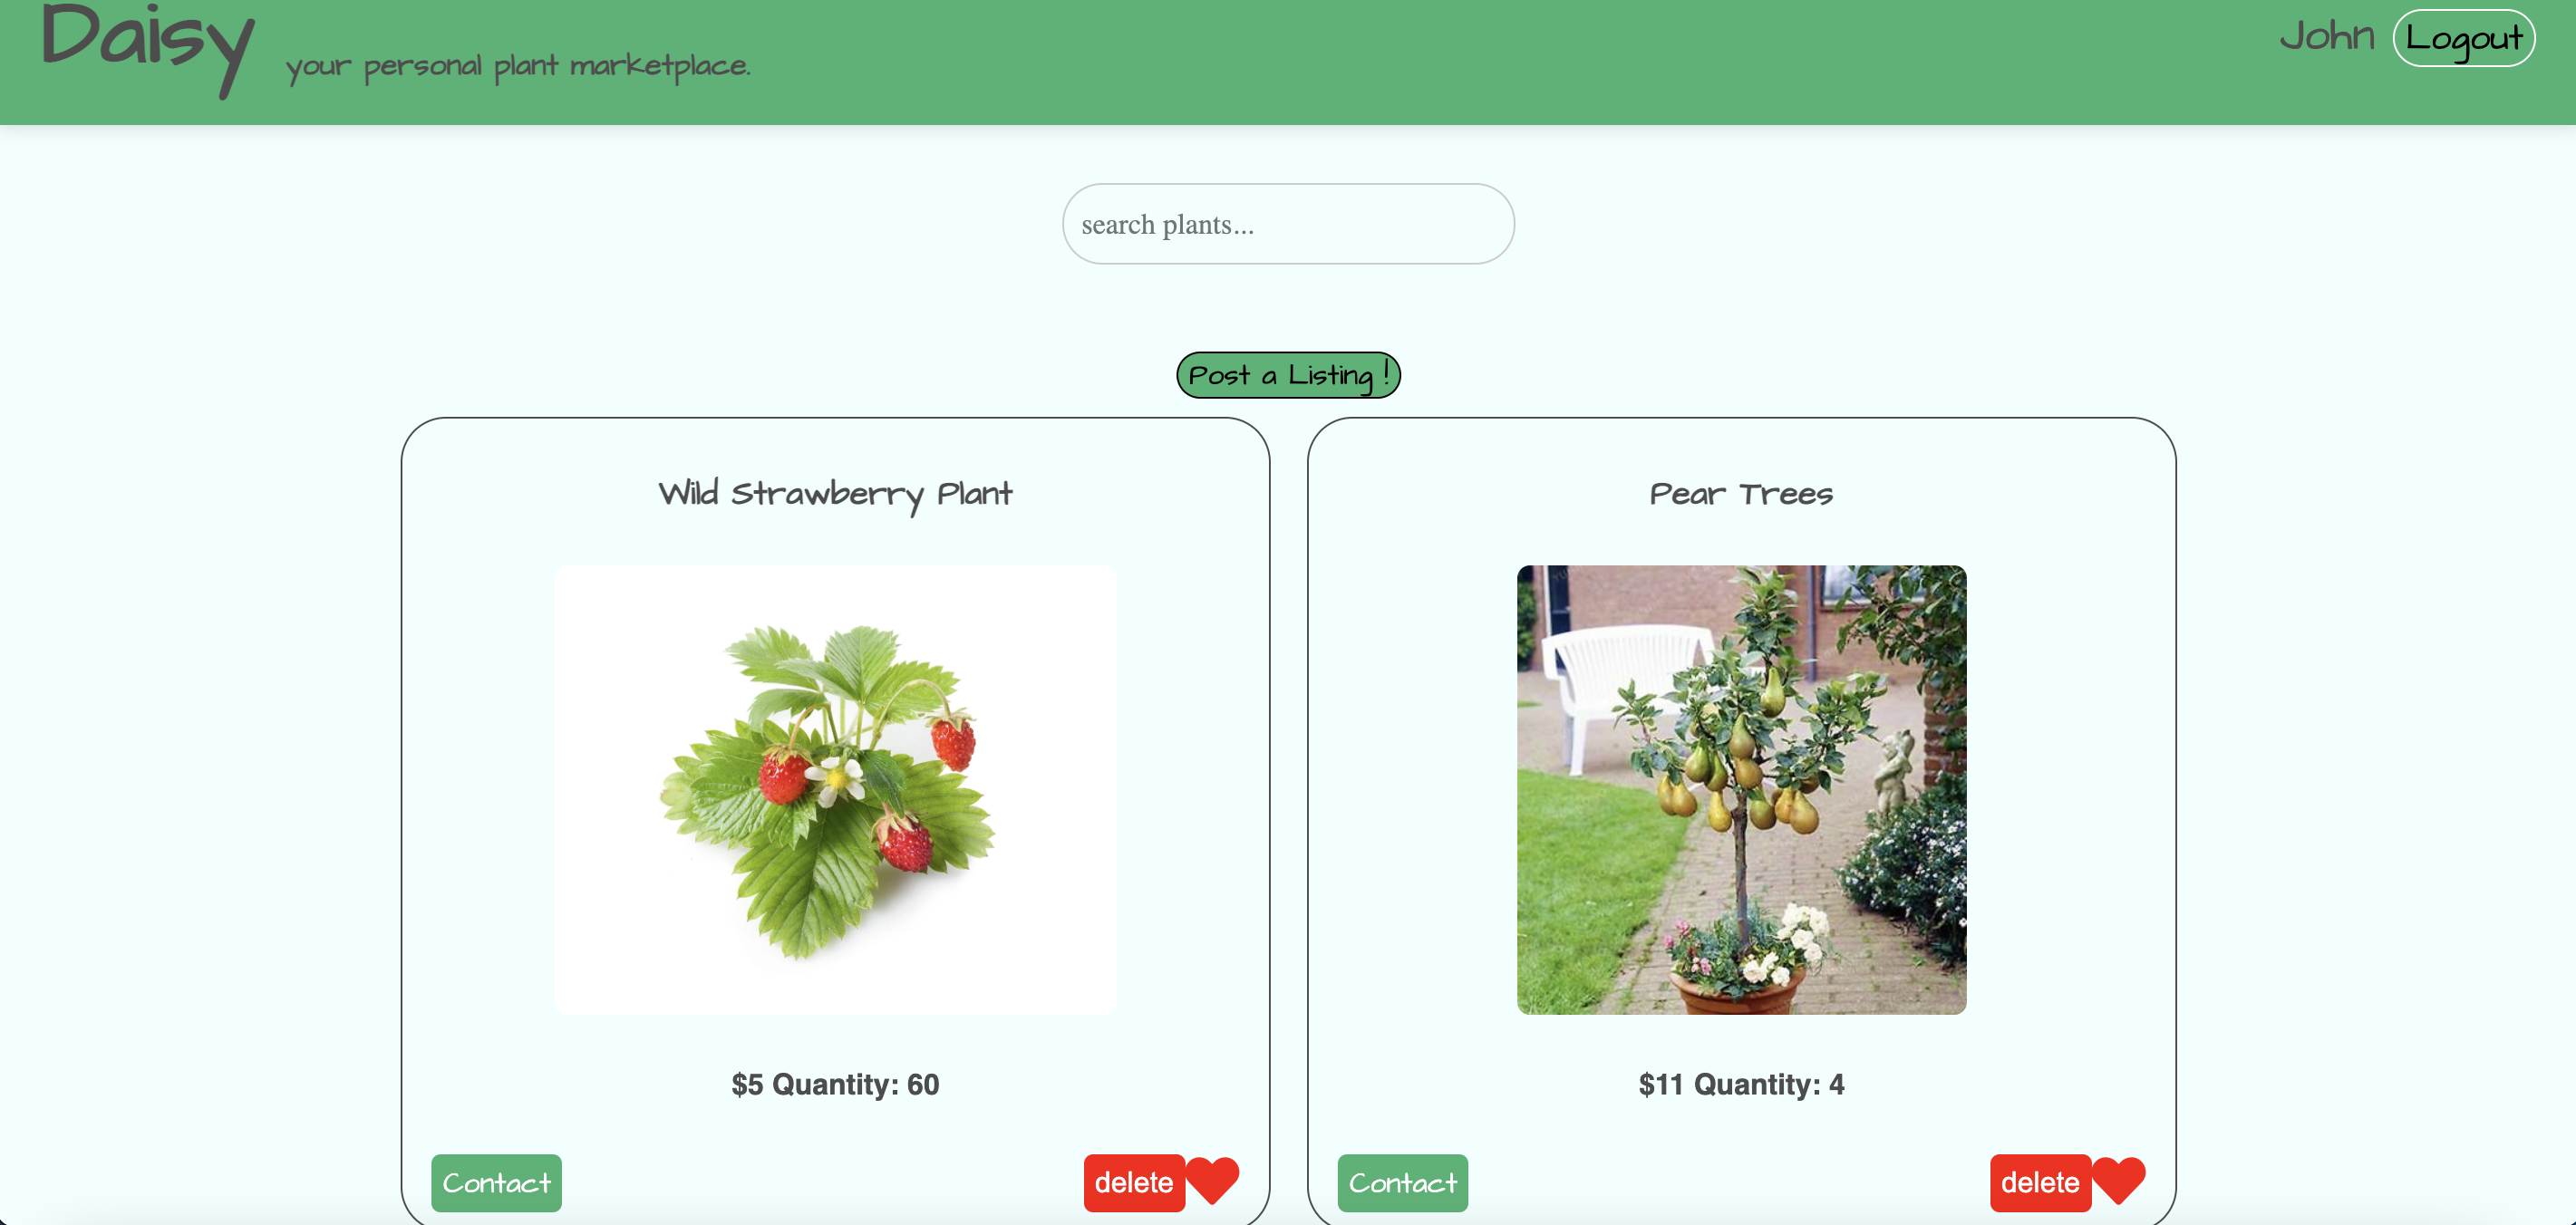 Daisy your personal plant marketplace.
John Logout
search plants...
Post a Listing !
Wild Strawberry Plant
Pear Trees
$5 Quantity: 60
$11 Quantity: 4
Contact delete
Contact delete